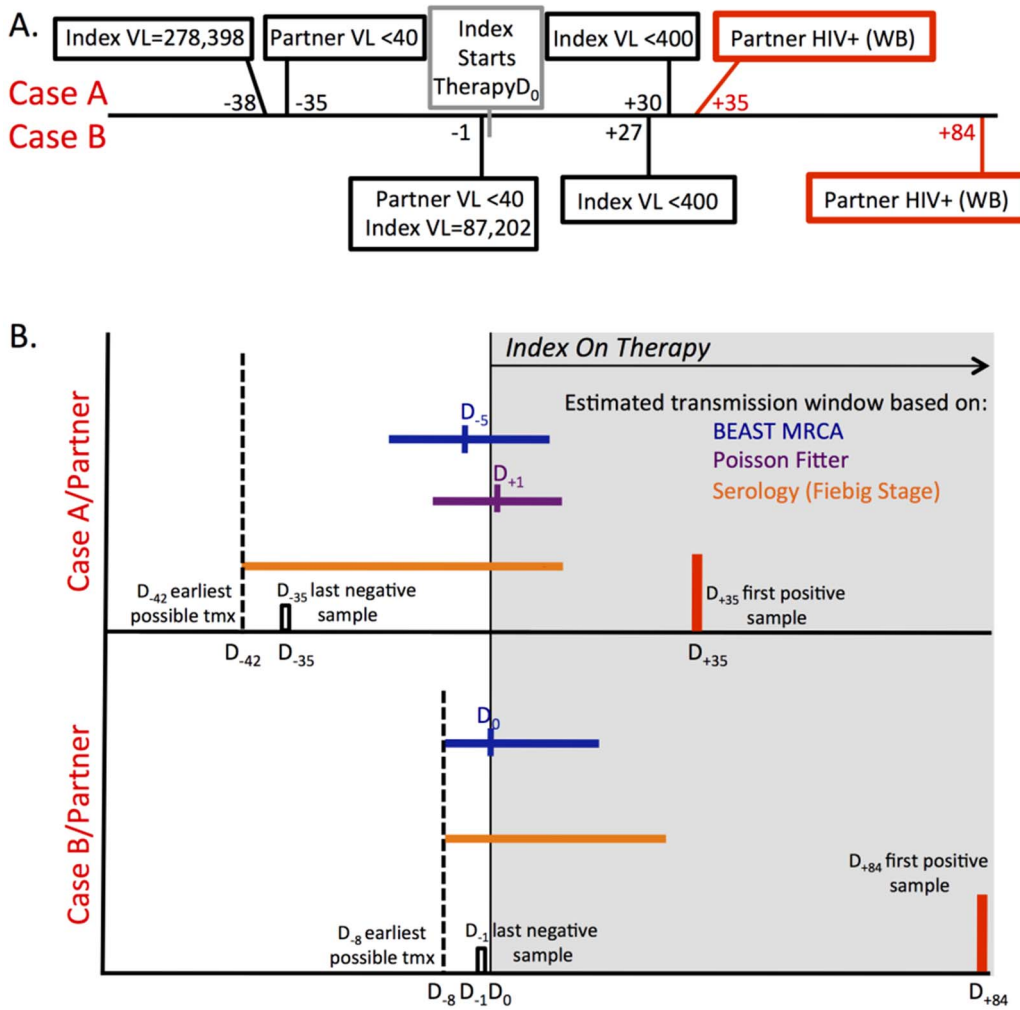 A.
Index VL=278,398
Partner VL <40
Index
Starts
TherapyD0
Index VL <400
Partner HIV+ (WB)
Case A
-38
-35
+30
+35
Case B
-1
+27
+84
Partner VL <40
Index VL=87,202
Index VL <400
Partner HIV+ (WB)
B.
Index On Therapy
Case A/Partner
Estimated transmission window based on:
BEAST MRCA
Poisson Fitter
Serology (Fiebig Stage)
D-5
D+1
D-42 earliest
possible tmx
D-35 last negative
sample
D+35 first positive
sample
D-42
D-35
D+35
Case B/Partner
D0
D-8 earliest
possible tmx
D-1 last negative
sample
D+84 first positive
sample
D-8 D-1 D0
D+84